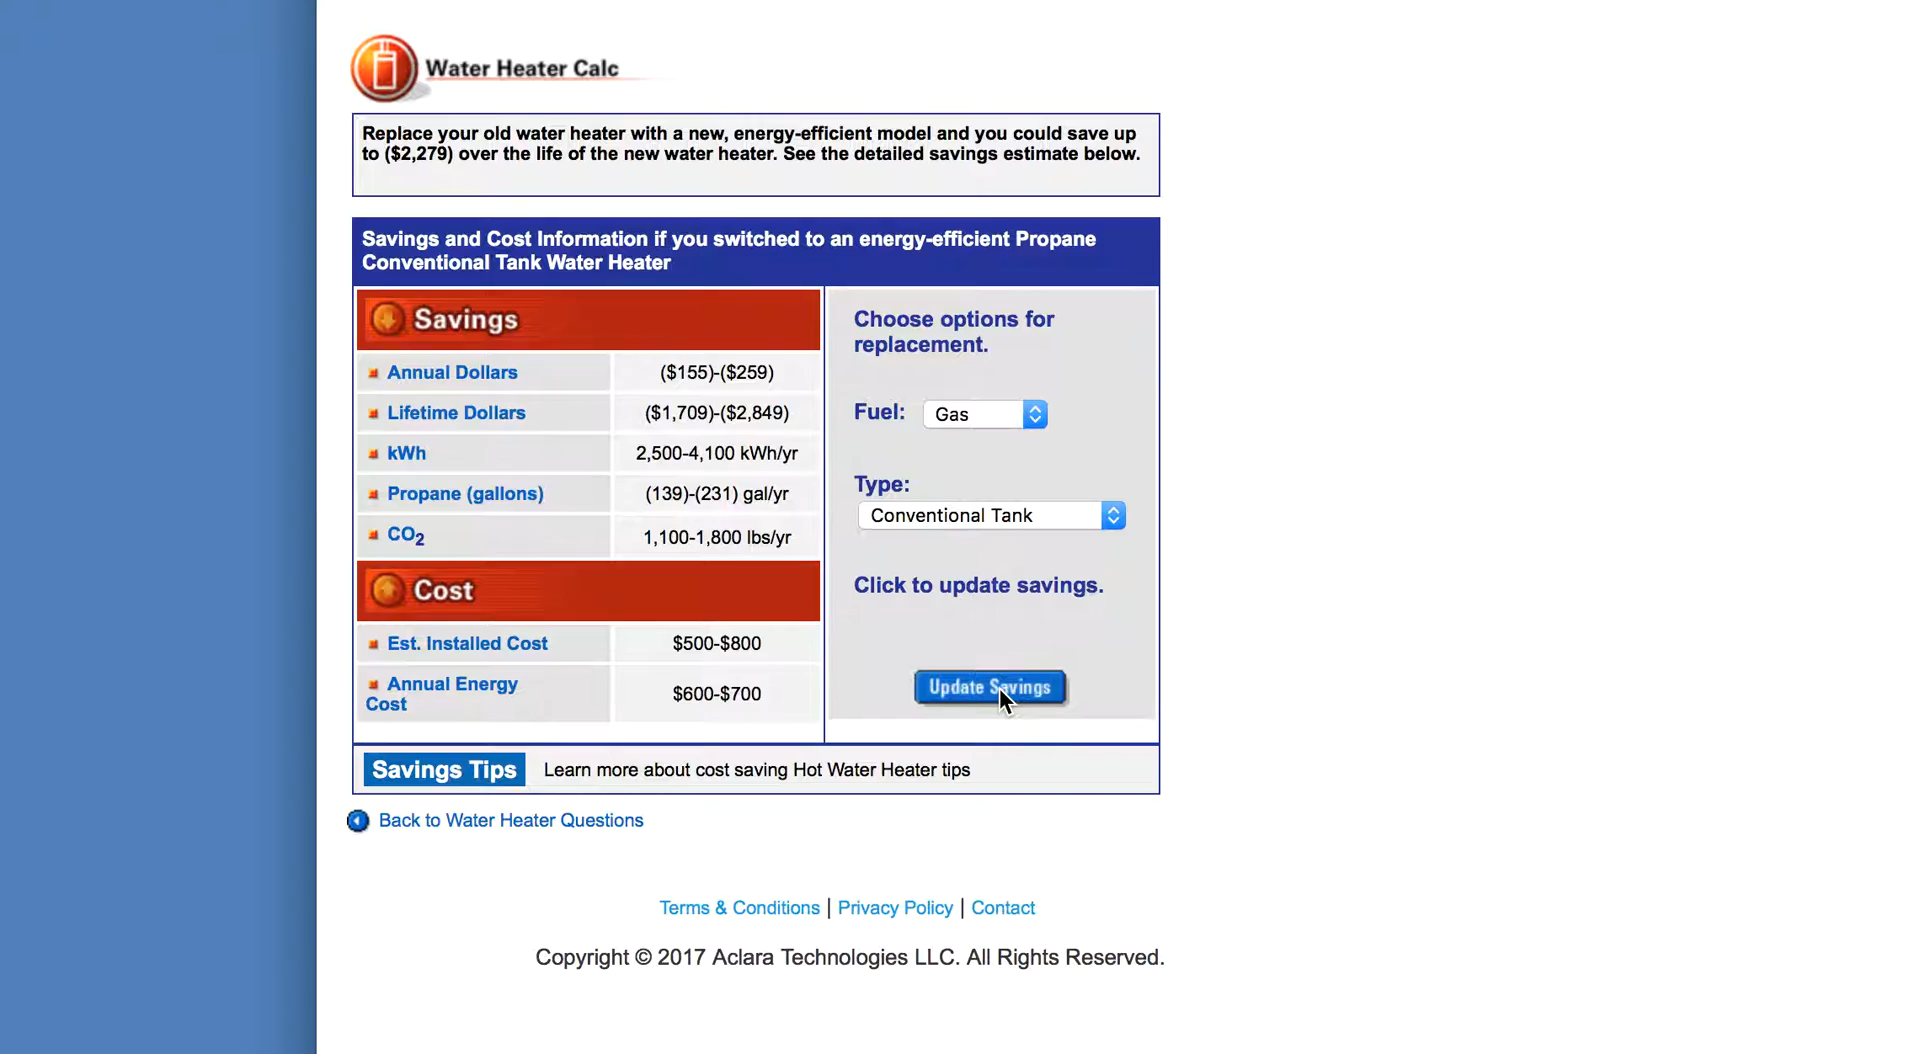 Water Heater Calc
Replace your old water heater with a new, energy-efficient model and you could save up
to ($2,279) over the life of the new water heater. See the detailed savings estimate below.
Savings and Cost Information if you switched to an energy-efficient Propane
Conventional Tank Water Heater
Savings
Annual Dollars ($155)-($259)
Lifetime Dollars ($1,709)-($2,849)
kWh 2,500-4,100 kWh/yr
Propane (gallons) (139)-(231) gal/yr
CO2 1,100-1,800 lbs/yr
Cost
Est. Installed Cost $500-$800
Annual Energy
Cost $600-$700
Choose options for
replacement.
Fuel: Gas
Type:
Conventional Tank
Click to update savings.
Update Savings
Savings Tips Learn more about cost saving Hot Water Heater tips
Back to Water Heater Questions
Terms & Conditions | Privacy Policy | Contact
Copyright © 2017 Aclara Technologies LLC. All Rights Reserved.